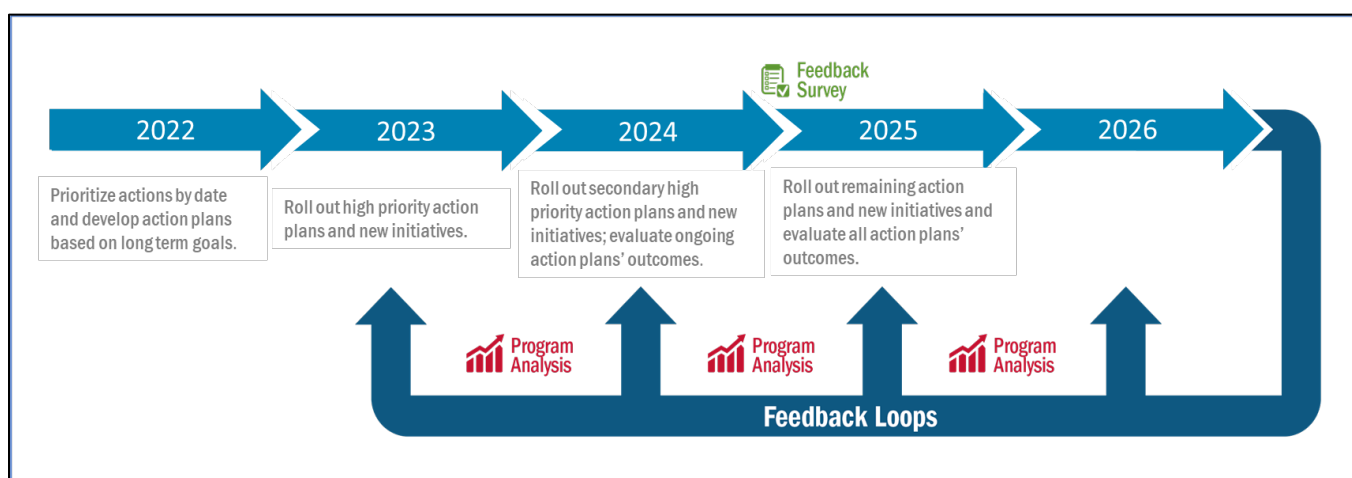 Feedback
Survey
2022
2023
2024
2025
2026
Prioritize actions by date
and develop action plans
based on long term goals.
Roll out high priority action
plans and new initiatives.
Roll out secondary high
priority action plans and new
initiatives; evaluate ongoing
action plans’ outcomes.
Roll out remaining action
plans and new initiatives and
evaluate all action plans’
outcomes.
Program
Analysis
Program
Analysis
Program
Analysis
Feedback Loops